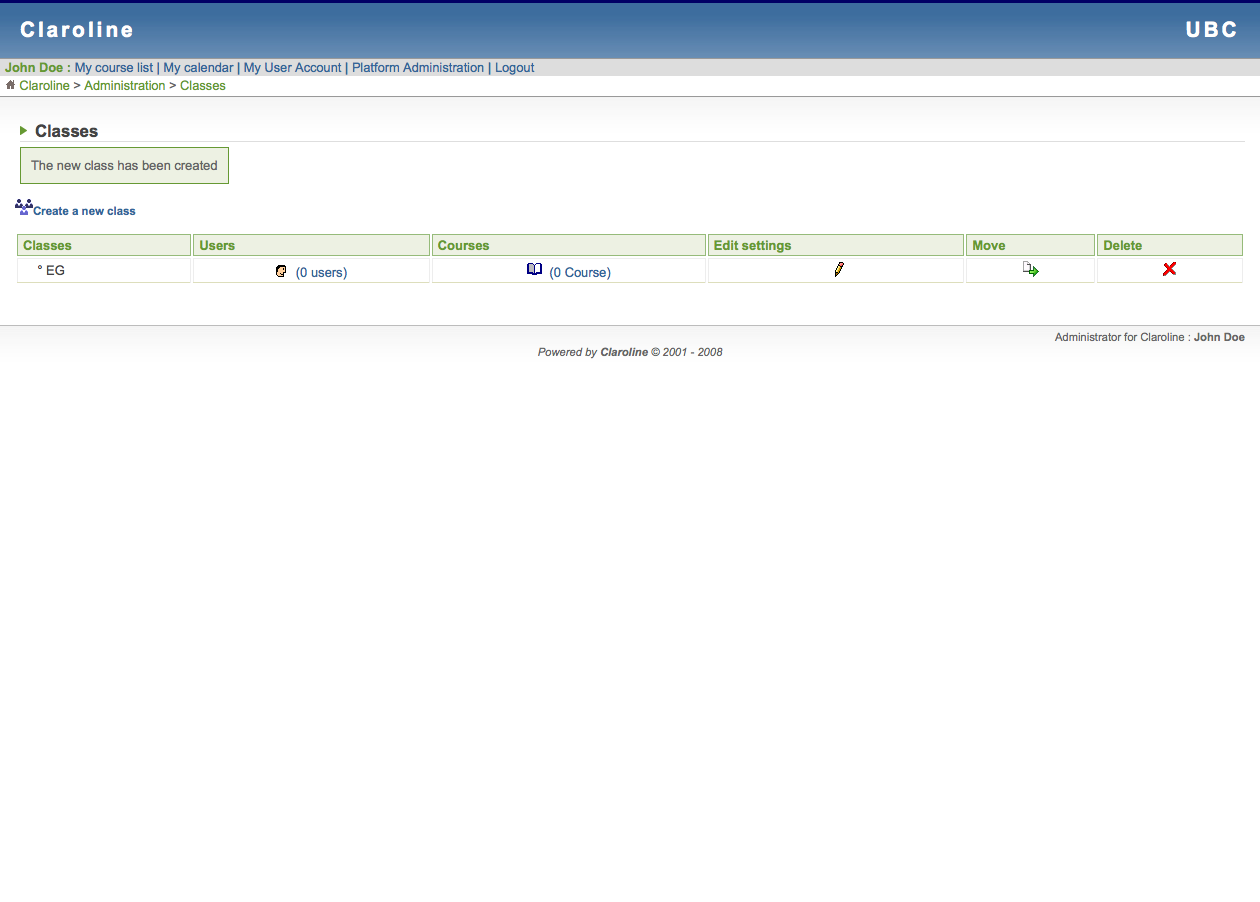 Claroline UBC
John Doe : My course list | My calendar | My User Account | Platform Administration | Logout
Claroline > Administration > Classes
Classes
The new class has been created
Create a new class
Classes Users Courses Edit settings Move Delete
° EG (0 users) (0 Course)
Administrator for Claroline : John Doe
Powered by Claroline © 2001 - 2008